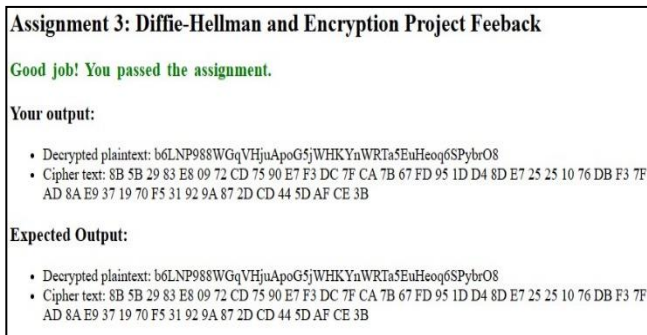 Assignment 3: Diffie-Hellman and Encryption Project Feeback
Good job! You passed the assignment.
Your output:
• Decrypted plaintext: b6LNP988WGqVHjuApoG5jWHKYnWRTa5EuHeoq6SPybrO8
• Cipher text: 8B 5B 29 83 E8 09 72 CD 75 90 E7 F3 DC 7F CA 7B 67 FD 95 1D D4 8D E7 25 25 10 76 DB F3 7F
AD 8A E9 37 19 70 F5 31 92 9A 87 2D CD 44 5D AF CE 3B
Expected Output:
• Decrypted plaintext: b6LNP988WGqVHjuApoG5jWHKYnWRTa5EuHeoq6SPybrO8
• Cipher text: 8B 5B 29 83 E8 09 72 CD 75 90 E7 F3 DC 7F CA 7B 67 FD 95 1D D4 8D E7 25 25 10 76 DB F3 7F
AD 8A E9 37 19 70 F5 31 92 9A 87 2D CD 44 5D AF CE 3B